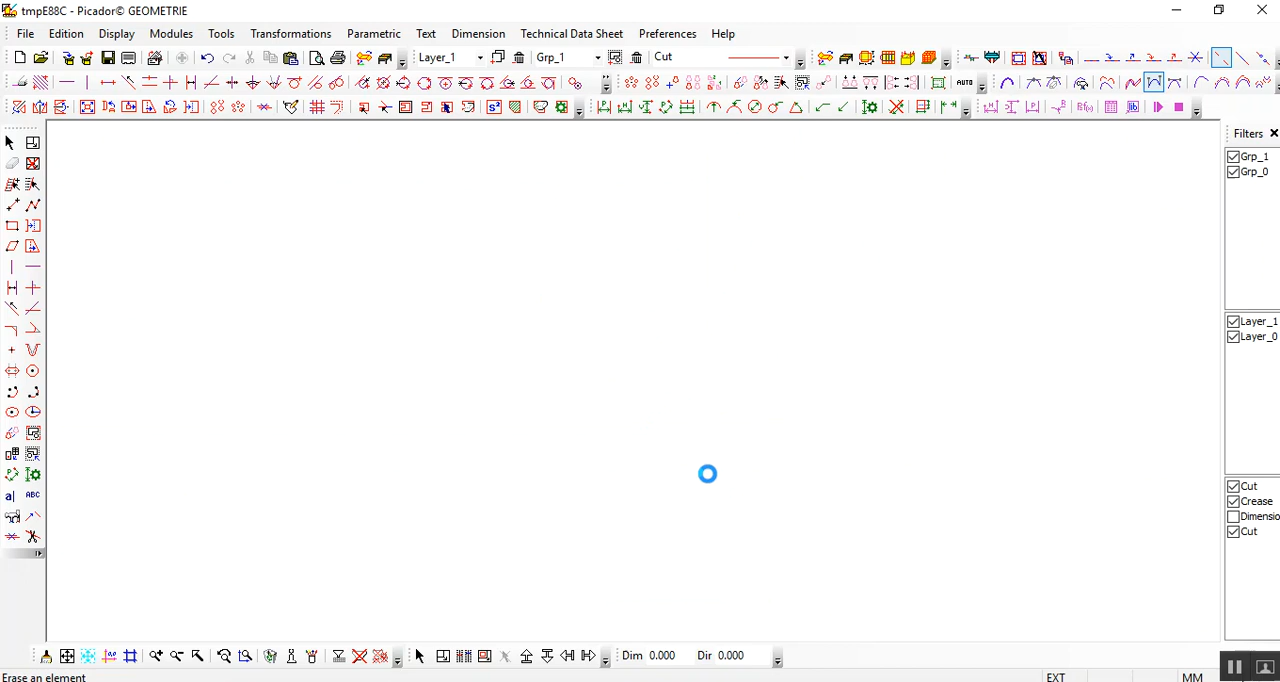 tmpE88C - Picador© GEOMETRIE
File Edition Display Modules Tools Transformations Parametric Text Dimension Technical Data Sheet Preferences Help
Layer_1 Grp_1 Cut
AUTO
Filters
Grp_1
Grp_0
Layer_1
Layer_0
Cut
Crease
Dimensio
Cut
a| ABC
Dim 0.000 Dir 0.000
Erase an element EXT MM